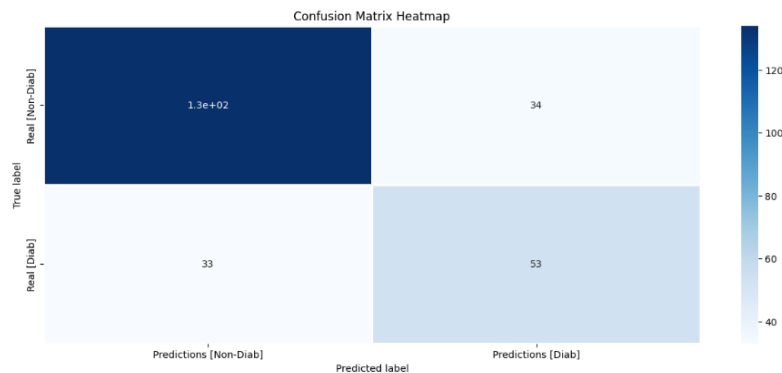 Confusion Matrix Heatmap
Real [Non-Diab]
1.3e+02
34
True label
Real [Diab]
33
53
Predictions [Non-Diab]
Predictions [Diab]
Predicted label
120
100
80
60
40